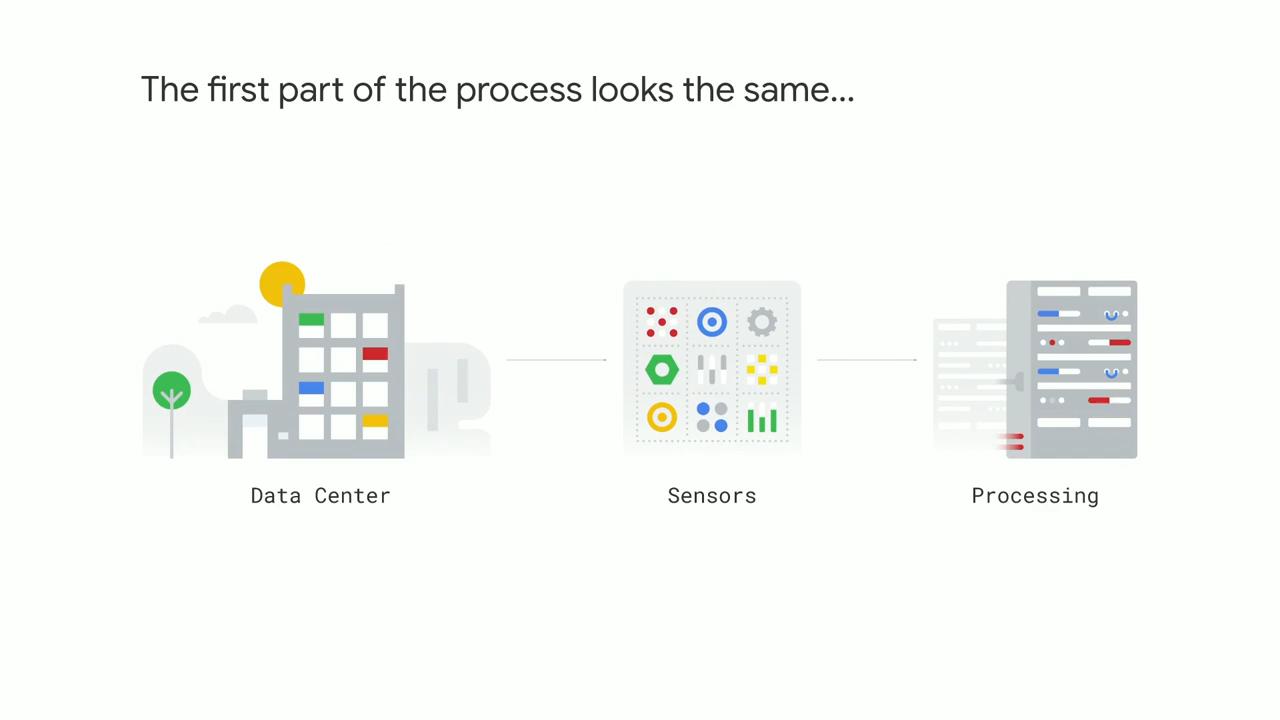 The first part of the process looks the same...
Data Center
Sensors
Processing